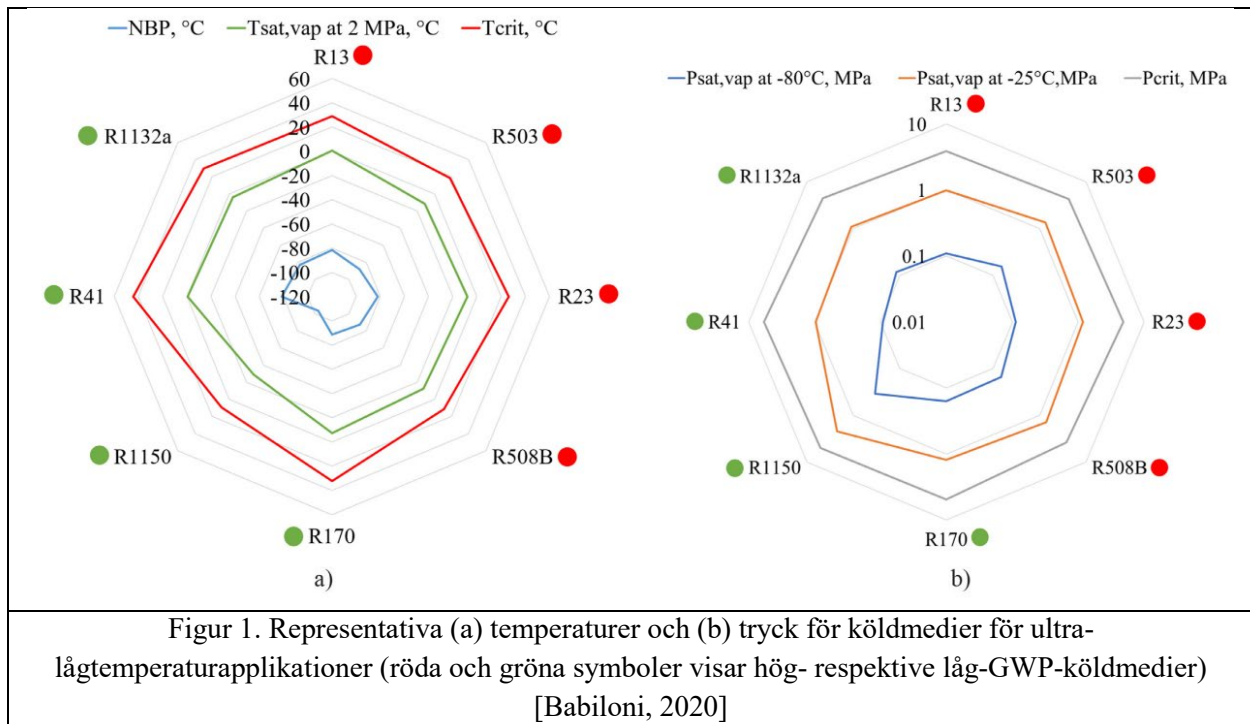 NBP, °C Tsat,vap at 2 MPa, °C Tcrit, °C
R13
60
40
20
0
-20
-40
-60
-80
-100
-120
R503
R23
R508B
R170
R1150
R41
R1132a
a)
Psat,vap at -80°C, MPa Psat,vap at -25°C,MPa Pcrit, MPa
R13
10
1
0.1
0.01
R503
R23
R508B
R170
R1150
R41
R1132a
b)
Figur 1. Representativa (a) temperaturer och (b) tryck för köldmedier för ultra-
lågtemperaturapplikationer (röda och gröna symboler visar hög- respektive låg-GWP-köldmedier)
[Babiloni, 2020]